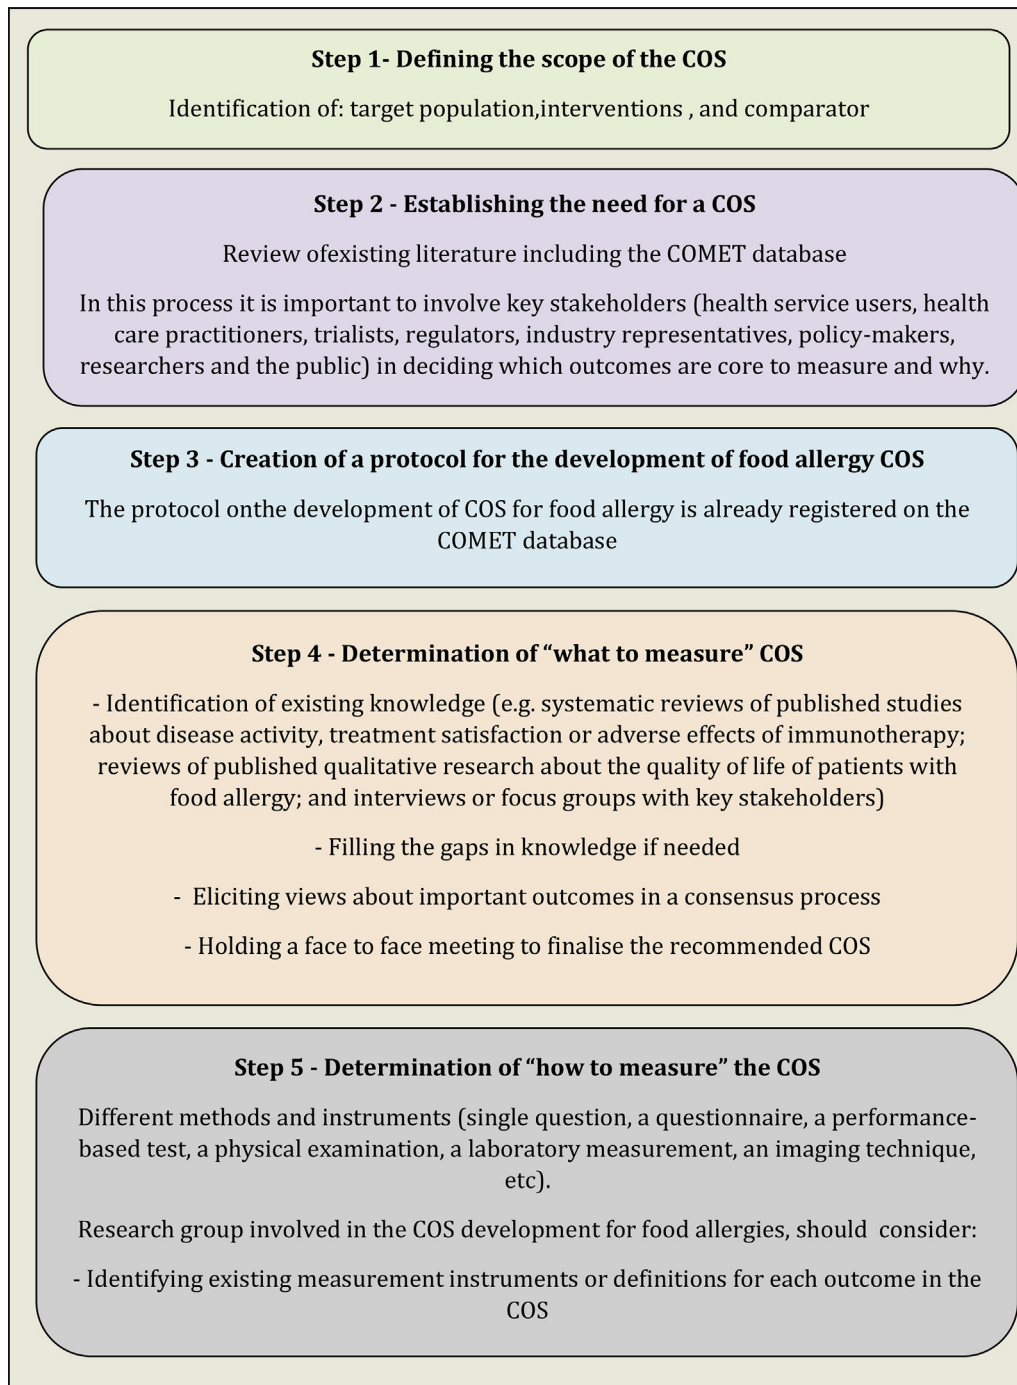 Step 1- Defining the scope of the COS
Identification of: target population,interventions , and comparator
Step 2 - Establishing the need for a COS
Review ofexisting literature including the COMET database
In this process it is important to involve key stakeholders (health service users, health
care practitioners, trialists, regulators, industry representatives, policy-makers,
researchers and the public) in deciding which outcomes are core to measure and why.
Step 3 - Creation of a protocol for the development of food allergy COS
The protocol onthe development of COS for food allergy is already registered on the
COMET database
Step 4 - Determination of “what to measure” COS
- Identification of existing knowledge (e.g. systematic reviews of published studies
about disease activity, treatment satisfaction or adverse effects of immunotherapy;
reviews of published qualitative research about the quality of life of patients with
food allergy; and interviews or focus groups with key stakeholders)
- Filling the gaps in knowledge if needed
-  Eliciting views about important outcomes in a consensus process
- Holding a face to face meeting to finalise the recommended COS
Step 5 - Determination of “how to measure” the COS
Different methods and instruments (single question, a questionnaire, a performance-
based test, a physical examination, a laboratory measurement, an imaging technique,
etc).
Research group involved in the COS development for food allergies, should  consider:
- Identifying existing measurement instruments or definitions for each outcome in the
COS